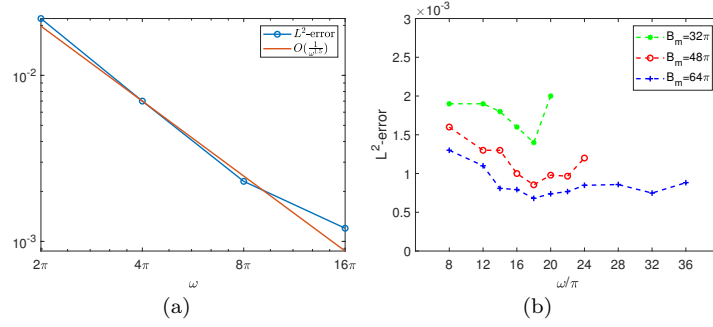 L²-error
O(1/ω^1.5)
10⁻²
10⁻³
2π 4π 8π 16π
ω
(a)
×10⁻³
3
2.5
2
1.5
1
0.5
0
L²-error
B_m=32π
B_m=48π
B_m=64π
8 12 16 20 24 28 32 36
ω/π
(b)